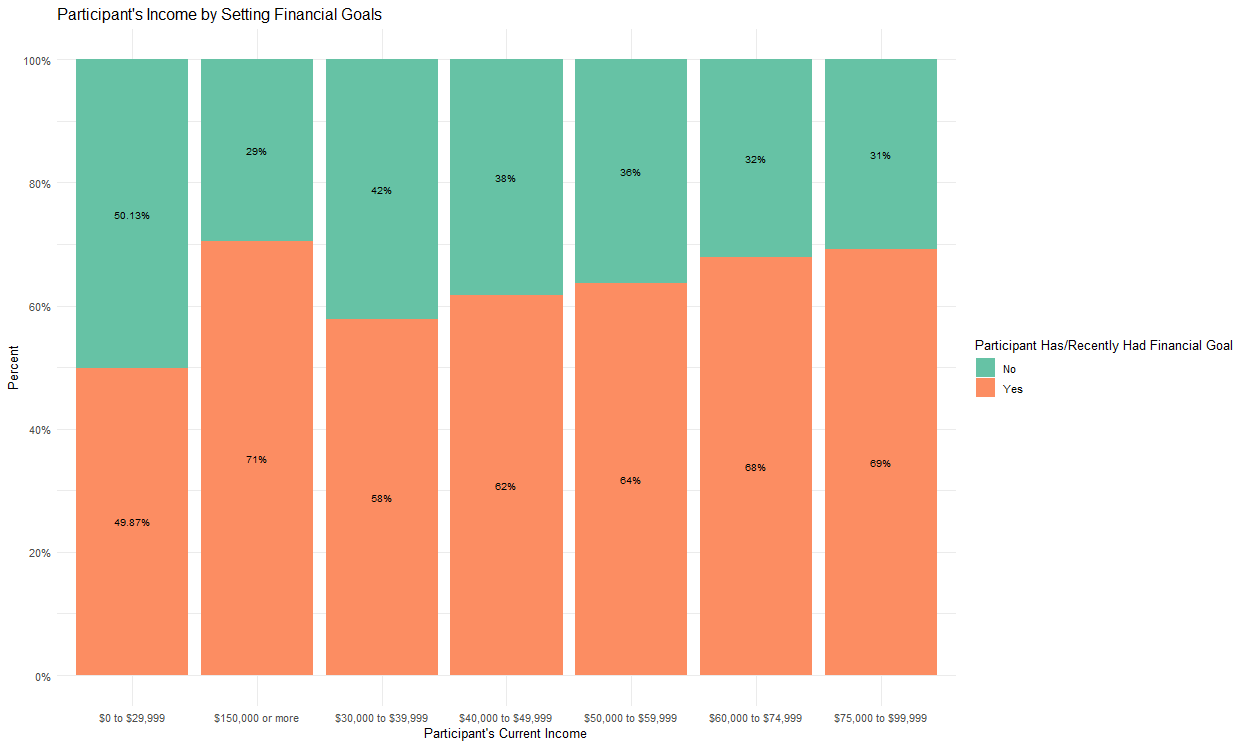 Participant's Income by Setting Financial Goals
100%
80%
60%
40%
20%
0%
Percent
50.13%
29%
42%
38%
36%
32%
31%
49.87%
71%
58%
62%
64%
68%
69%
$0 to $29,999
$150,000 or more
$30,000 to $39,999
$40,000 to $49,999
$50,000 to $59,999
$60,000 to $74,999
$75,000 to $99,999
Participant's Current Income
Participant Has/Recently Had Financial Goal
No
Yes